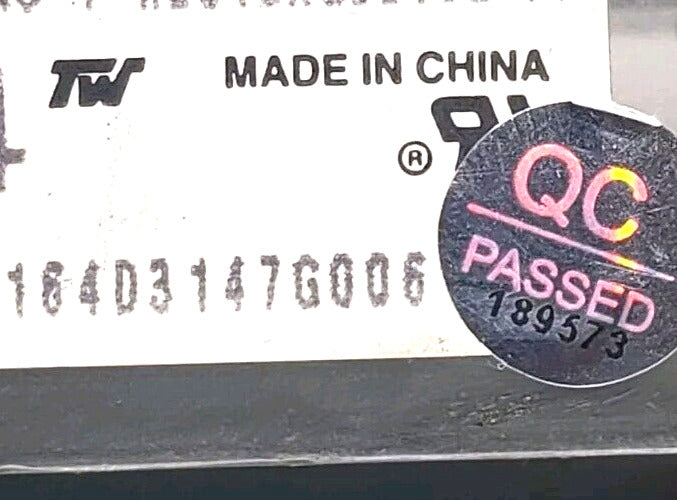 TW
MADE IN CHINA
®
164D3147G006
QC
PASSED
189573